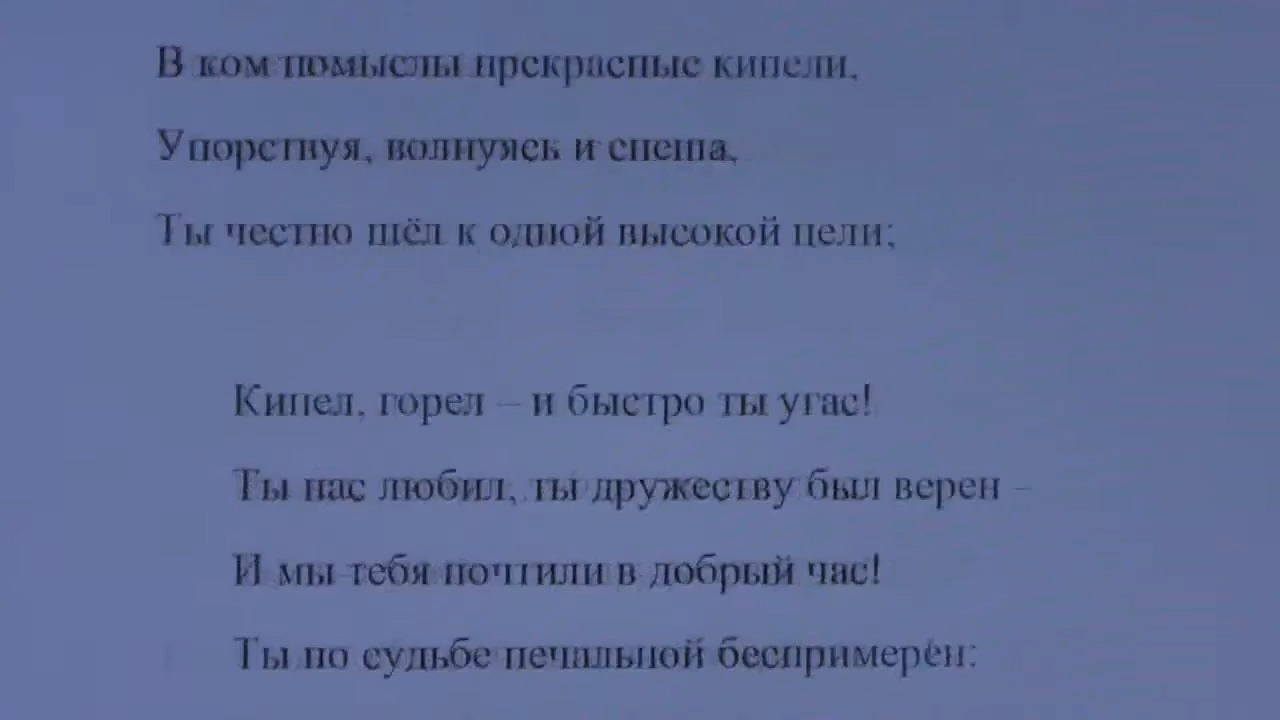 В ком помыслы прекрасные кипели,
Упорствуя, волнуясь и спеша,
Ты честно шёл к одной высокой цели;
Кипел, горел – и быстро ты угас!
Ты нас любил, ты дружеству был верен –
И мы тебя почтили в добрый час!
Ты по судьбе печальной беспримерен: